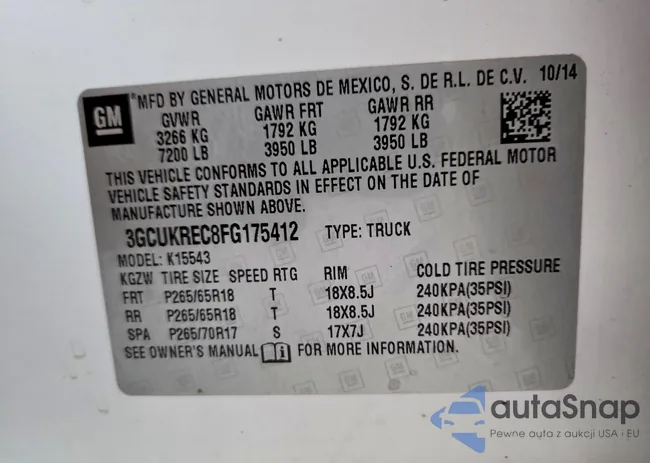 GM
MFD BY GENERAL MOTORS DE MEXICO, S. DE R.L. DE C.V. 10/14
GVWR GAWR FRT GAWR RR
3266 KG 1792 KG 1792 KG
7200 LB 3950 LB 3950 LB
THIS VEHICLE CONFORMS TO ALL APPLICABLE U.S. FEDERAL MOTOR
VEHICLE SAFETY STANDARDS IN EFFECT ON THE DATE OF
MANUFACTURE SHOWN ABOVE.
3GCUKREC8FG175412 TYPE: TRUCK
MODEL: K15543
KGZW TIRE SIZE SPEED RTG RIM COLD TIRE PRESSURE
FRT P265/65R18 T 18X8.5J 240KPA(35PSI)
RR P265/65R18 T 18X8.5J 240KPA(35PSI)
SPA P265/70R17 S 17X7J 240KPA(35PSI)
SEE OWNER'S MANUAL FOR MORE INFORMATION.
autaSnap
Pewne auta z aukcji USA • EU